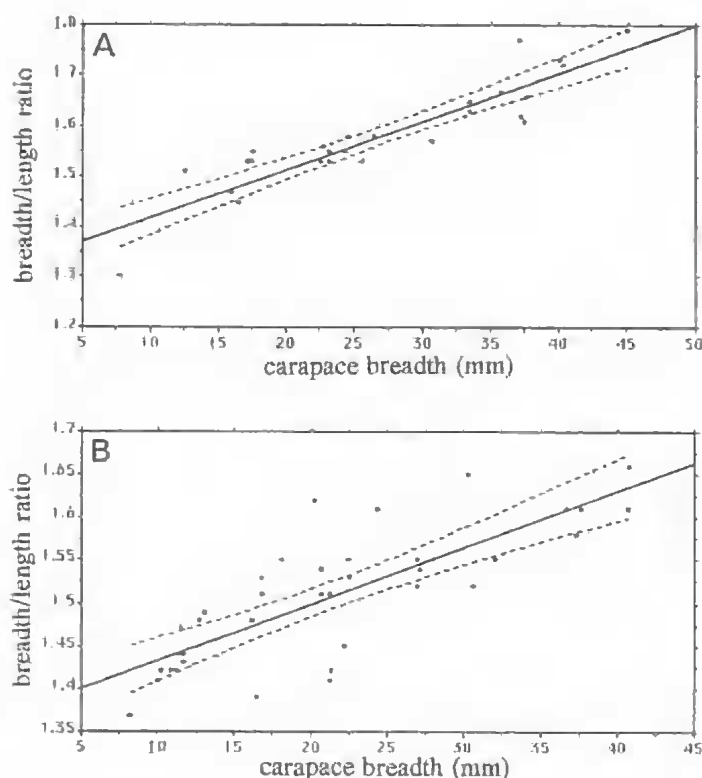 A
1.8
1.7
1.6
1.5
1.4
1.3
1.2
breadth/length ratio
5 10 15 20 25 30 35 40 45 50
carapace breadth (mm)
B
1.7
1.65
1.6
1.55
1.5
1.45
1.4
1.35
breadth/length ratio
5 10 15 20 25 30 35 40 45
carapace breadth (mm)